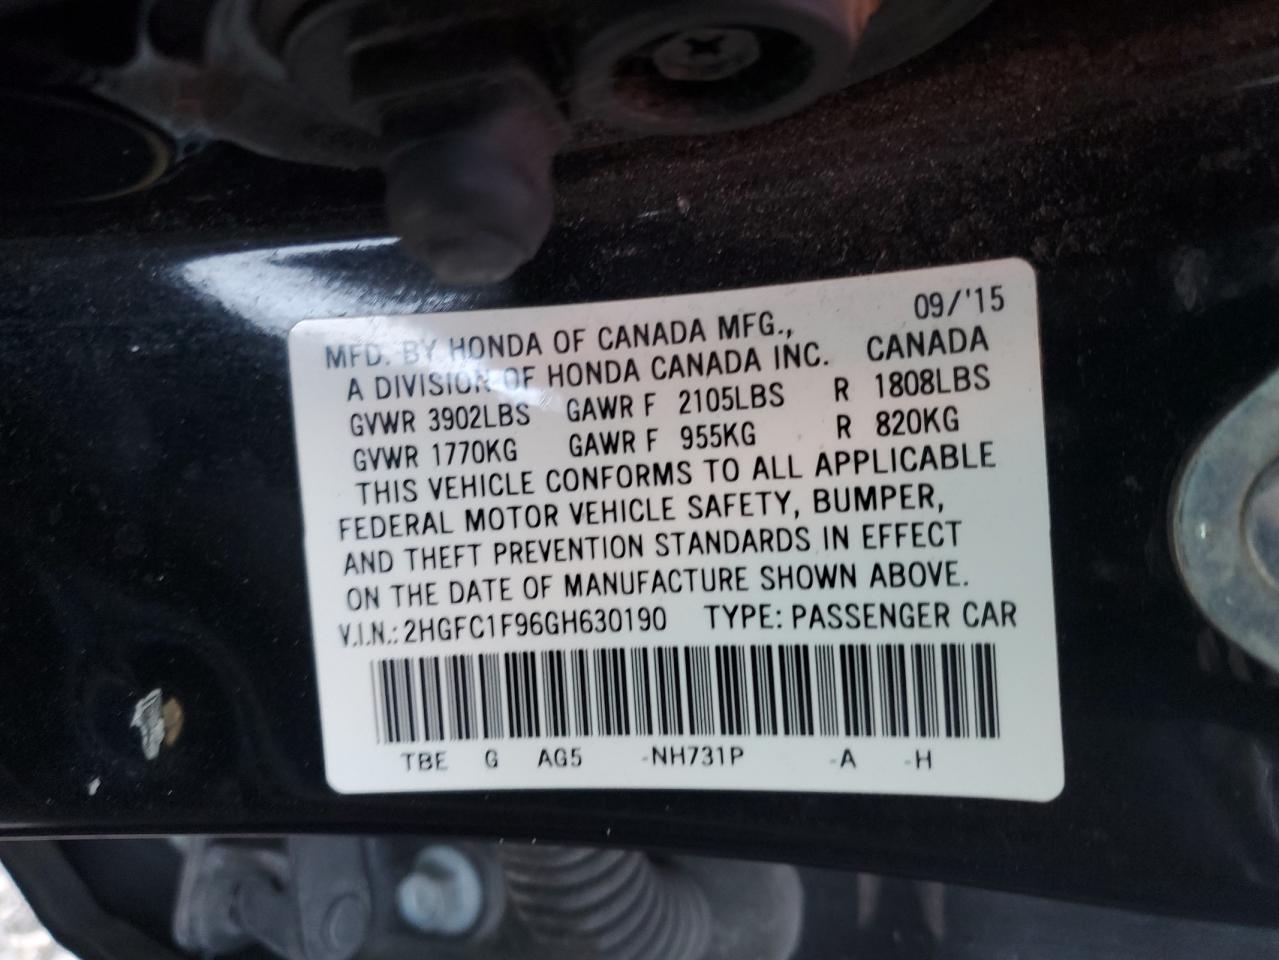 09/'15
MFD. BY HONDA OF CANADA MFG.,
A DIVISION OF HONDA CANADA INC. CANADA
GVWR 3902LBS GAWR F 2105LBS R 1808LBS
GVWR 1770KG GAWR F 955KG R 820KG
THIS VEHICLE CONFORMS TO ALL APPLICABLE
FEDERAL MOTOR VEHICLE SAFETY, BUMPER,
AND THEFT PREVENTION STANDARDS IN EFFECT
ON THE DATE OF MANUFACTURE SHOWN ABOVE.
V.I.N.: 2HGFC1F96GH630190 TYPE: PASSENGER CAR
TBE G AG5 -NH731P -A -H